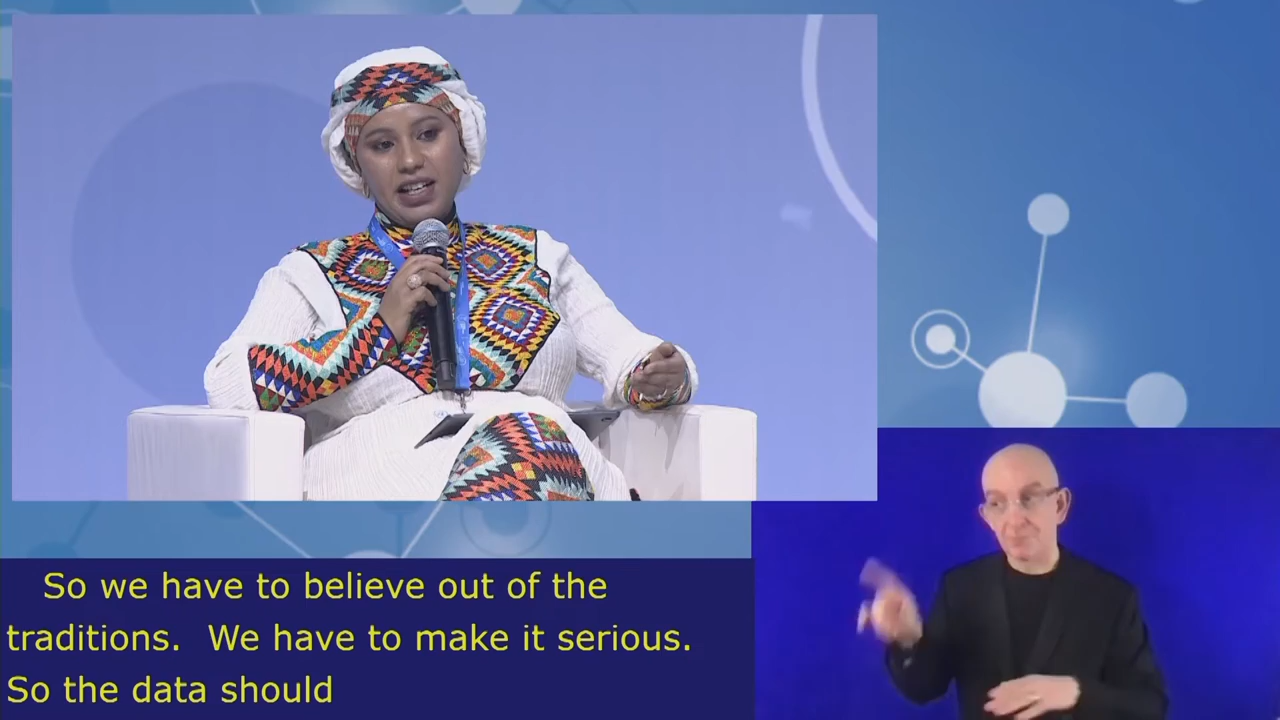 So we have to believe out of the
traditions.  We have to make it serious.
So the data should